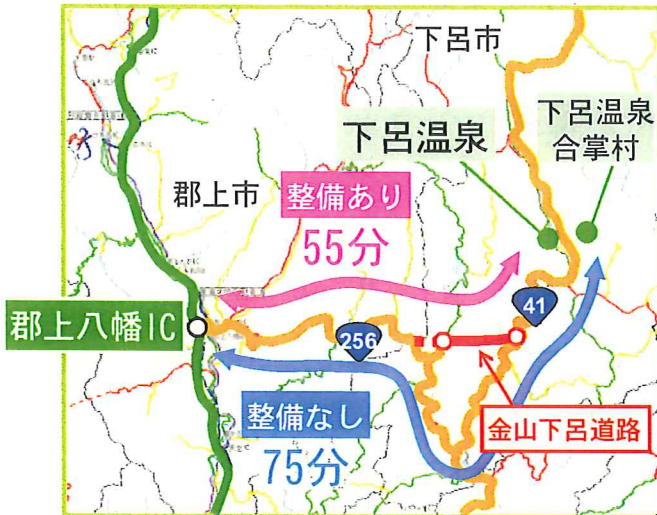 下呂市
下呂温泉
下呂温泉
合掌村
郡上市
整備あり
55分
郡上八幡IC
256
41
整備なし
75分
金山下呂道路